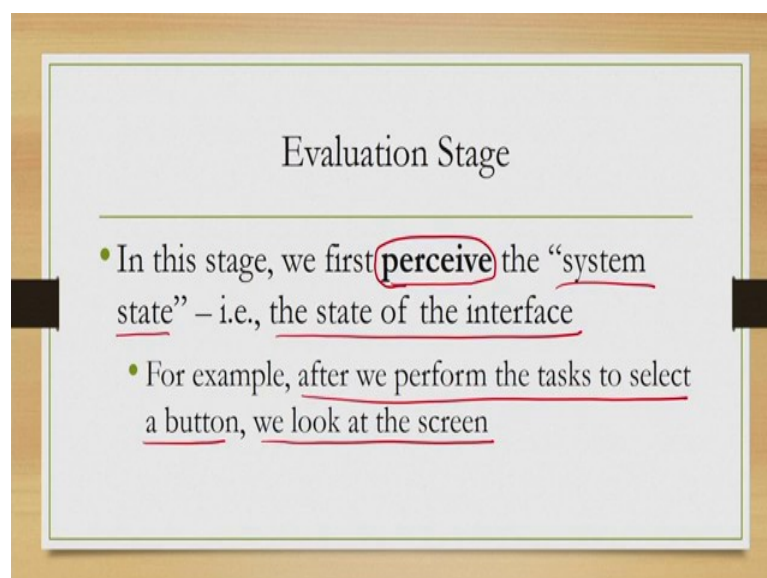 Evaluation Stage
• In this stage, we first perceive the “system
state” – i.e., the state of the interface
• For example, after we perform the tasks to select
a button, we look at the screen